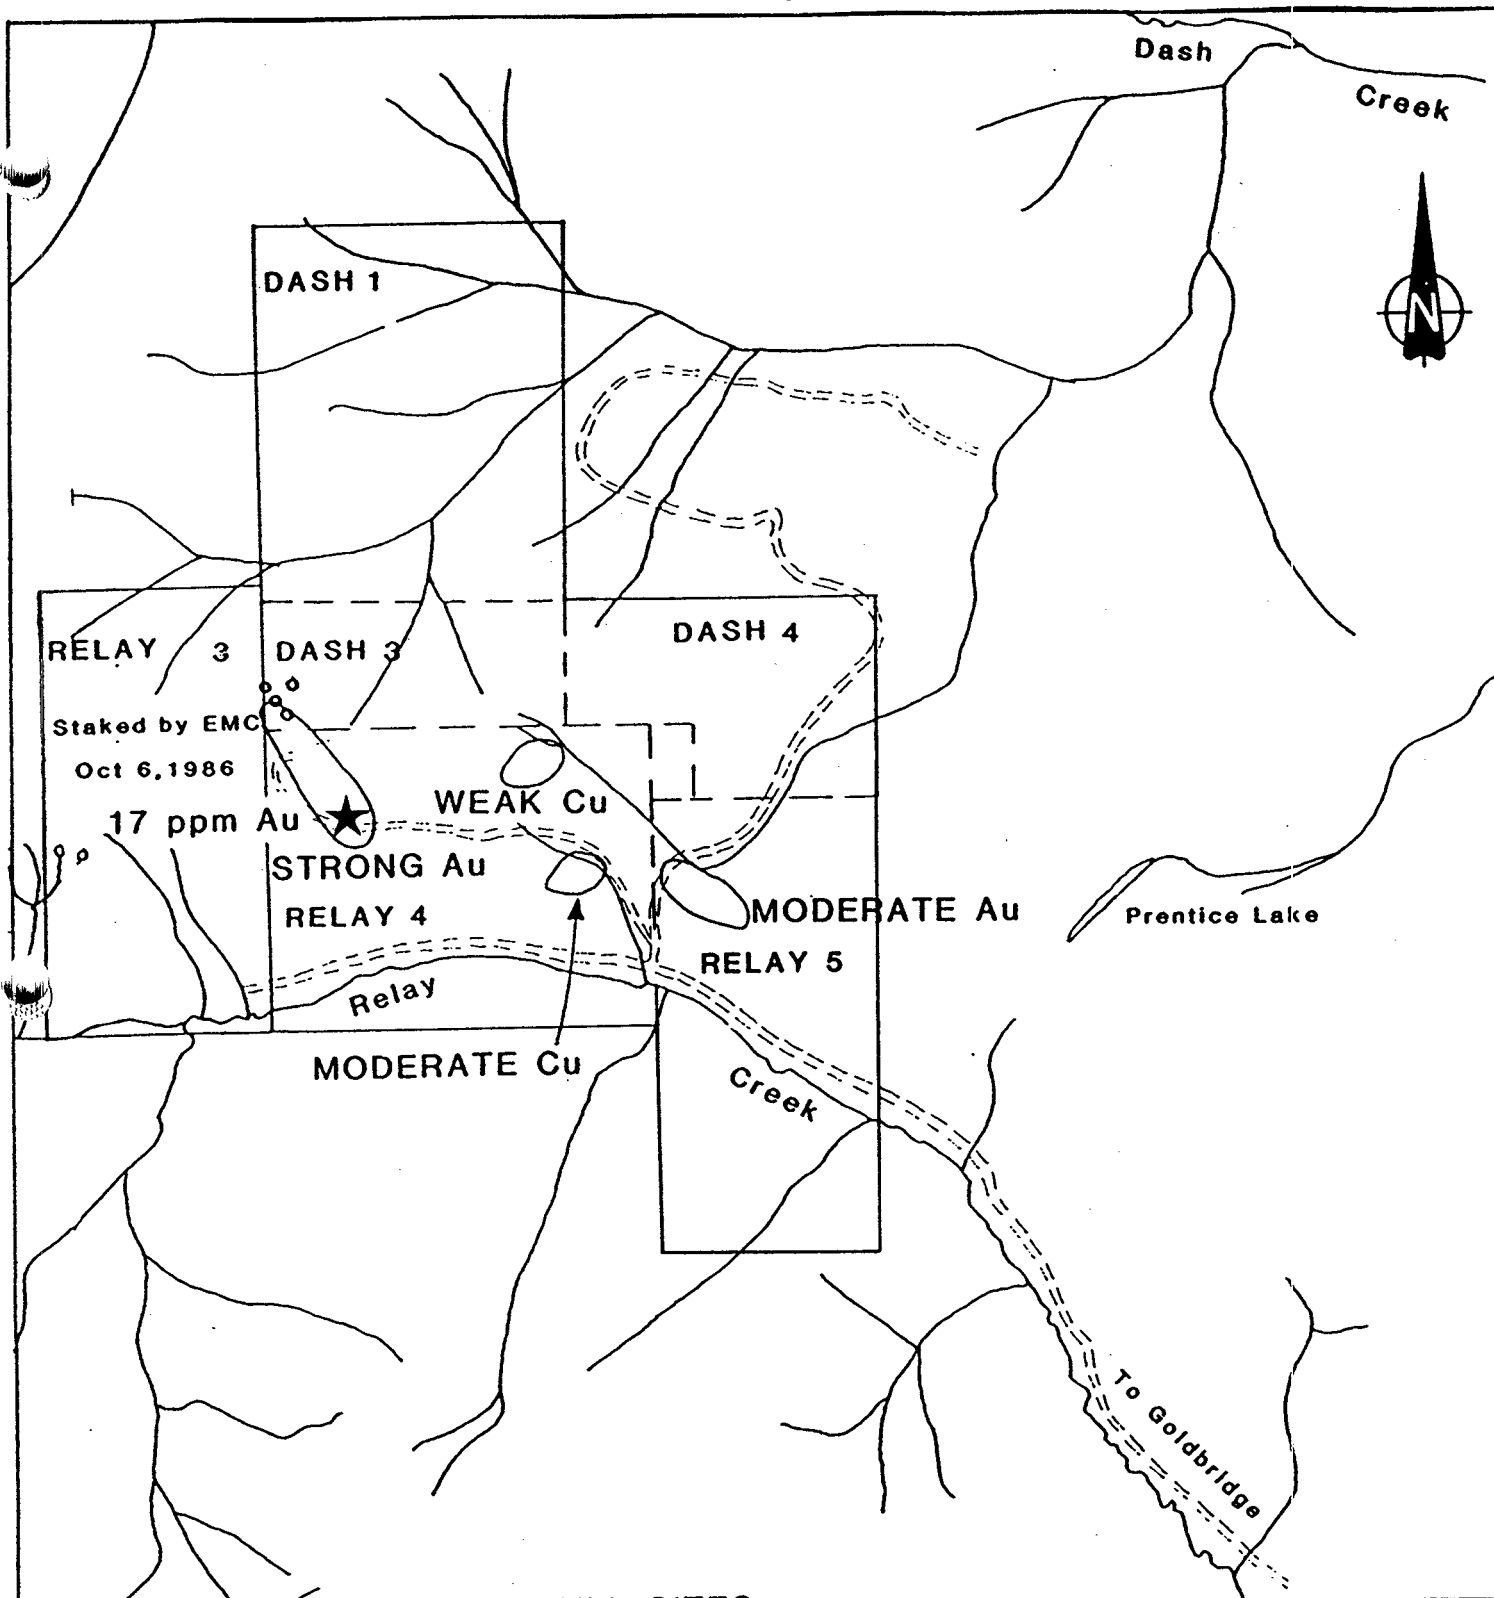 Dash
Creek
N
DASH 1
RELAY 3
DASH 3
DASH 4
Staked by EMC
Oct 6, 1986
WEAK Cu
17 ppm Au
STRONG Au
RELAY 4
MODERATE Au
Prentice Lake
RELAY 5
Relay
MODERATE Cu
Creek
To Goldbridge